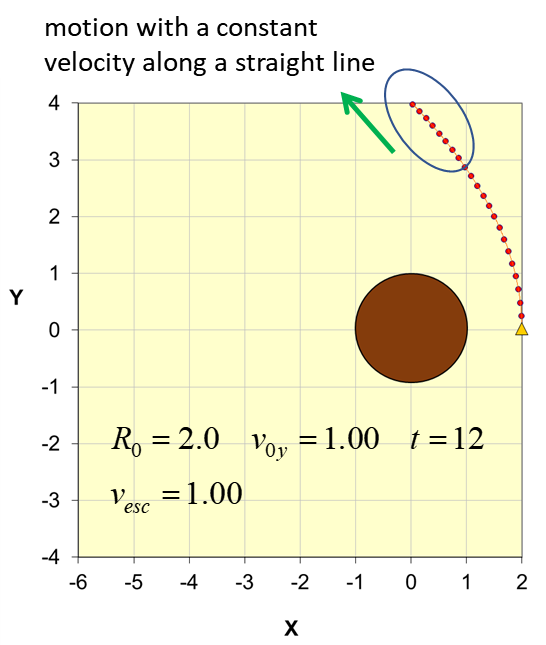 motion with a constant
velocity along a straight line
4
3
2
1
Y
0
-1
R₀ = 2.0 v₀y = 1.00 t = 12
-2
vesc = 1.00
-3
-4
-6 -5 -4 -3 -2 -1 0 1 2
X